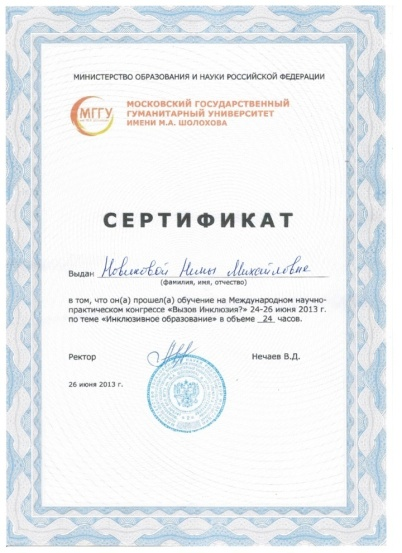 МИНИСТЕРСТВО ОБРАЗОВАНИЯ И НАУКИ РОССИЙСКОЙ ФЕДЕРАЦИИ
МГГУ
МОСКОВСКИЙ ГОСУДАРСТВЕННЫЙ
ГУМАНИТАРНЫЙ УНИВЕРСИТЕТ
ИМЕНИ М.А. ШОЛОХОВА
СЕРТИФИКАТ
Выдан Новиковой Нины Михайловне
(фамилия, имя, отчество)
в том, что он(а) прошел(а) обучение на Международном научно-
практическом конгрессе «Вызов Инклюзия?» 24-26 июня 2013 г.
по теме «Инклюзивное образование» в объеме 24 часов.
Ректор Нечаев В.Д.
26 июня 2013 г.